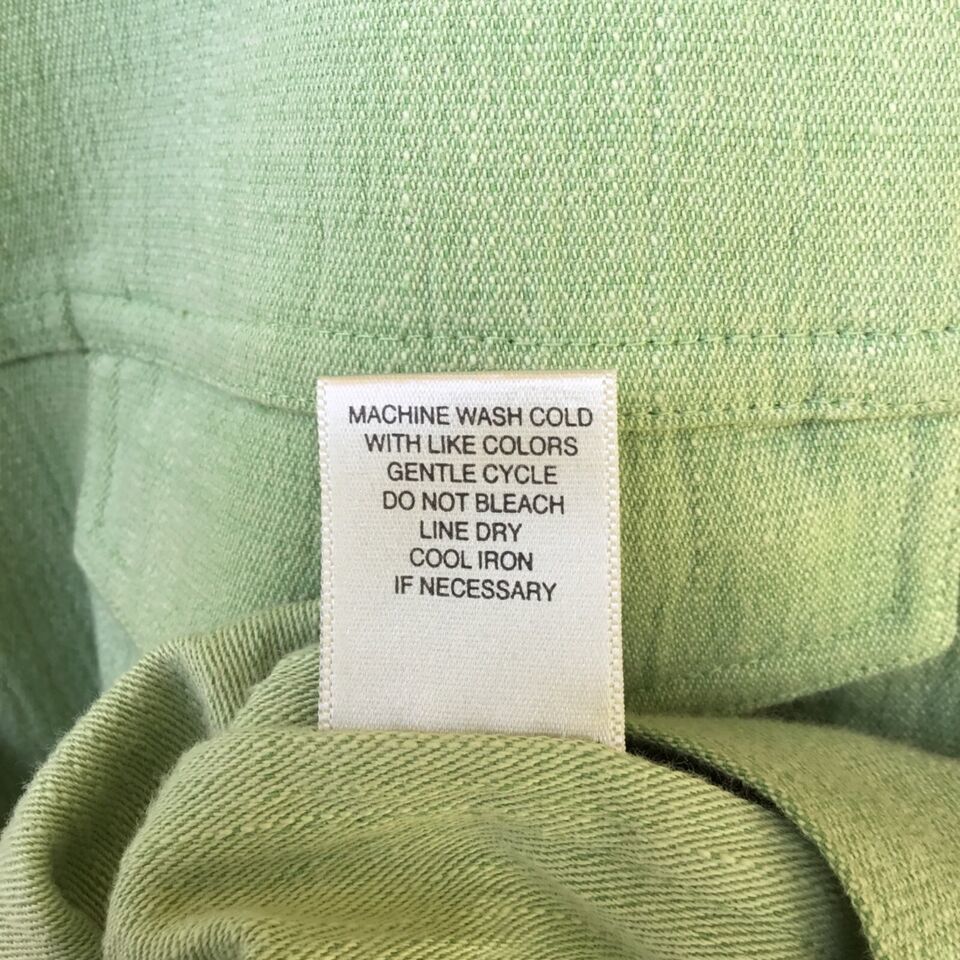 MACHINE WASH COLD
WITH LIKE COLORS
GENTLE CYCLE
DO NOT BLEACH
LINE DRY
COOL IRON
IF NECESSARY